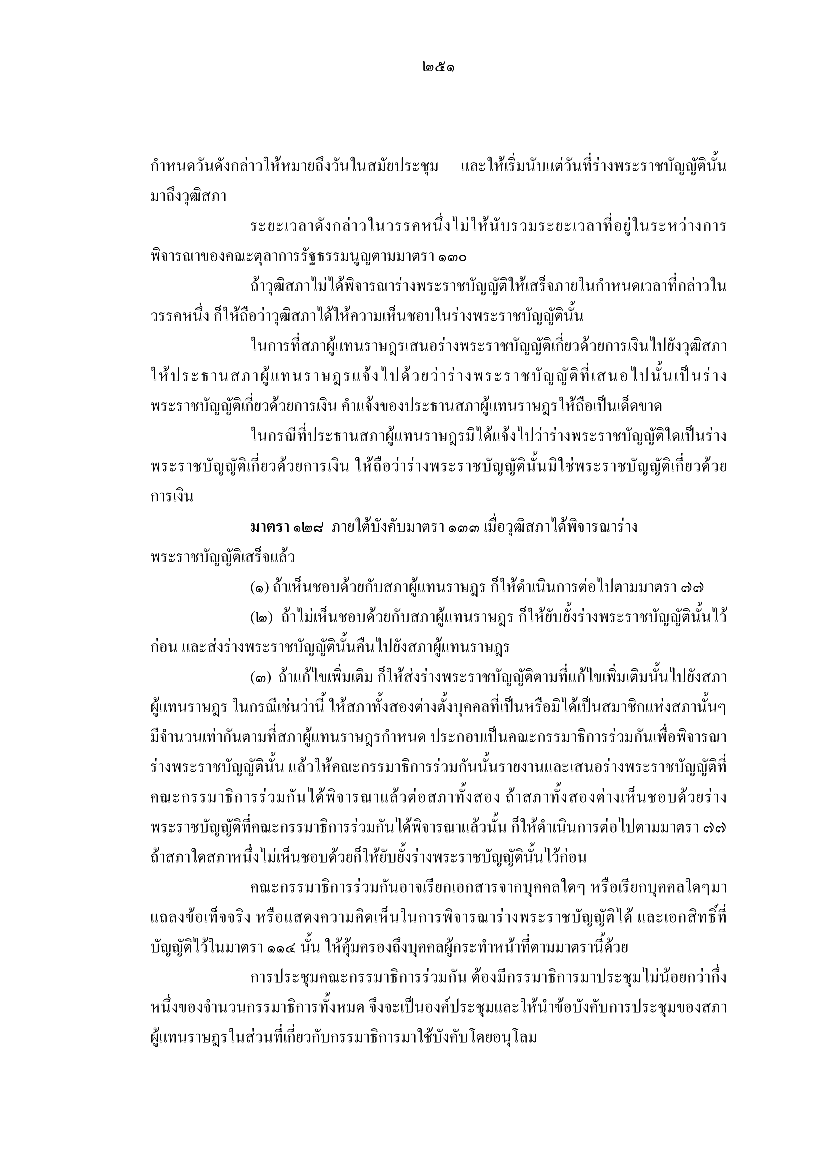 ๒๕๑
กำหนดวันดังกล่าวให้หมายถึงวันในสมัยประชุม และให้เริ่มนับแต่วันที่ร่างพระราชบัญญัตินั้น
มาถึงวุฒิสภา
ระยะเวลาดังกล่าวในวรรคหนึ่งไม่ให้นับรวมระยะเวลาที่อยู่ในระหว่างการ
พิจารณาของคณะตุลาการรัฐธรรมนูญตามมาตรา ๑๓๐
ถ้าวุฒิสภาไม่ได้พิจารณาร่างพระราชบัญญัติให้เสร็จภายในกำหนดเวลาที่กล่าวใน
วรรคหนึ่ง ก็ให้ถือว่าวุฒิสภาได้ให้ความเห็นชอบในร่างพระราชบัญญัตินั้น
ในการที่สภาผู้แทนราษฎรเสนอร่างพระราชบัญญัติเกี่ยวด้วยการเงินไปยังวุฒิสภา
ให้ประธานสภาผู้แทนราษฎรแจ้งไปด้วยว่าร่างพระราชบัญญัติที่เสนอไปนั้นเป็นร่าง
พระราชบัญญัติเกี่ยวด้วยการเงิน คำแจ้งของประธานสภาผู้แทนราษฎรให้ถือเป็นเด็ดขาด
ในกรณีที่ประธานสภาผู้แทนราษฎรมิได้แจ้งไปว่าร่างพระราชบัญญัติใดเป็นร่าง
พระราชบัญญัติเกี่ยวด้วยการเงิน ให้ถือว่าร่างพระราชบัญญัตินั้นมิใช่พระราชบัญญัติเกี่ยวด้วย
การเงิน
มาตรา ๑๒๘ ภายใต้บังคับมาตรา ๑๓๓ เมื่อวุฒิสภาได้พิจารณาร่าง
พระราชบัญญัติเสร็จแล้ว
(๑) ถ้าเห็นชอบด้วยกับสภาผู้แทนราษฎร ก็ให้ดำเนินการต่อไปตามมาตรา ๗๗
(๒) ถ้าไม่เห็นชอบด้วยกับสภาผู้แทนราษฎร ก็ให้ยับยั้งร่างพระราชบัญญัตินั้นไว้
ก่อน และส่งร่างพระราชบัญญัตินั้นคืนไปยังสภาผู้แทนราษฎร
(๓) ถ้าแก้ไขเพิ่มเติม ก็ให้ส่งร่างพระราชบัญญัติตามที่แก้ไขเพิ่มเติมนั้นไปยังสภา
ผู้แทนราษฎร ในกรณีเช่นว่านี้ ให้สภาทั้งสองต่างตั้งบุคคลที่เป็นหรือมิได้เป็นสมาชิกแห่งสภานั้นๆ
มีจำนวนเท่ากันตามที่สภาผู้แทนราษฎรกำหนด ประกอบเป็นคณะกรรมาธิการร่วมกันเพื่อพิจารณา
ร่างพระราชบัญญัตินั้น แล้วให้คณะกรรมาธิการร่วมกันนั้นรายงานและเสนอร่างพระราชบัญญัติที่
คณะกรรมาธิการร่วมกันได้พิจารณาแล้วต่อสภาทั้งสอง ถ้าสภาทั้งสองต่างเห็นชอบด้วยร่าง
พระราชบัญญัติที่คณะกรรมาธิการร่วมกันได้พิจารณาแล้วนั้น ก็ให้ดำเนินการต่อไปตามมาตรา ๗๗
ถ้าสภาใดสภาหนึ่งไม่เห็นชอบด้วยก็ให้ยับยั้งร่างพระราชบัญญัตินั้นไว้ก่อน
คณะกรรมาธิการร่วมกันอาจเรียกเอกสารจากบุคคลใดๆ หรือเรียกบุคคลใดๆมา
แถลงข้อเท็จจริง หรือแสดงความคิดเห็นในการพิจารณาร่างพระราชบัญญัติได้ และเอกสิทธิ์ที่
บัญญัติไว้ในมาตรา ๑๑๔ นั้น ให้คุ้มครองถึงบุคคลผู้กระทำหน้าที่ตามมาตรานี้ด้วย
การประชุมคณะกรรมาธิการร่วมกัน ต้องมีกรรมาธิการมาประชุมไม่น้อยกว่ากึ่ง
หนึ่งของจำนวนกรรมาธิการทั้งหมด จึงจะเป็นองค์ประชุมและให้นำข้อบังคับการประชุมของสภา
ผู้แทนราษฎรในส่วนที่เกี่ยวกับกรรมาธิการมาใช้บังคับโดยอนุโลม